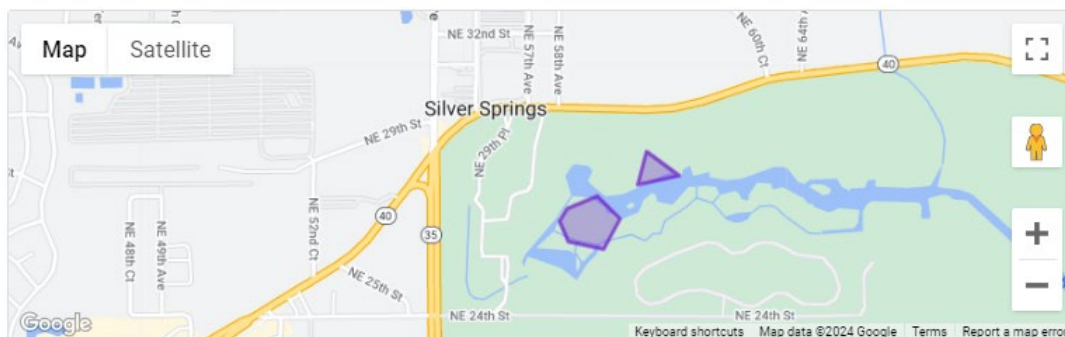 Map
Satellite
NE 32nd St
NE 57th Ave
NE 58th Ave
NE 60th Ct
NE 64th A
40
Silver Springs
NE 29th St
NE 29th Pl
NE 52nd Ct
40
35
NE 48th Ct
NE 49th Ave
NE 25th St
NE 24th St
NE 24th St
Google
Keyboard shortcuts
Map data ©2024 Google
Terms
Report a map error